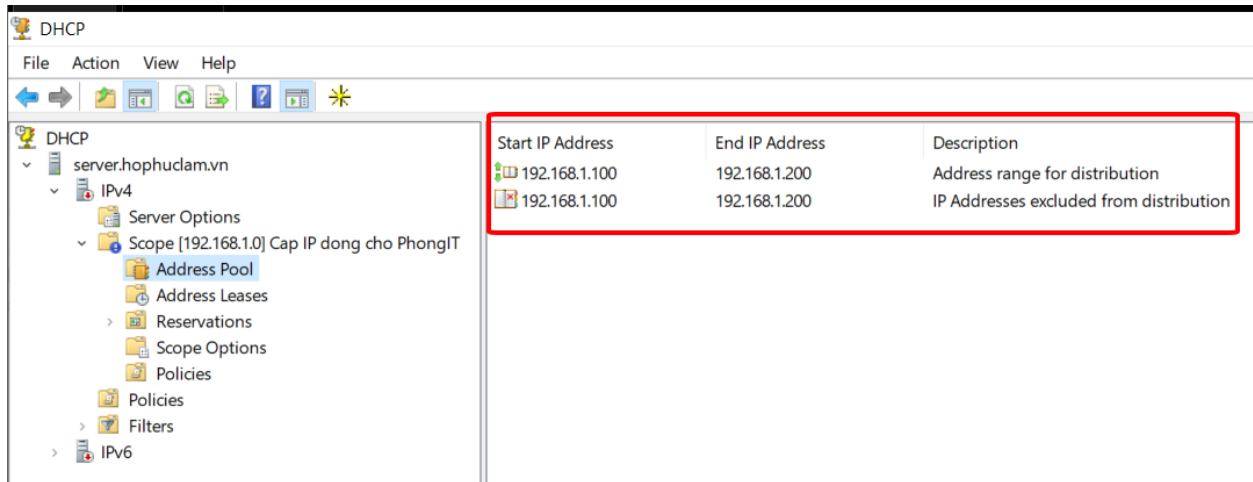 DHCP
File Action View Help
DHCP
server.hophuclam.vn
IPv4
Server Options
Scope [192.168.1.0] Cap IP dong cho PhongIT
Address Pool
Address Leases
Reservations
Scope Options
Policies
Policies
Filters
IPv6
Start IP Address End IP Address Description
192.168.1.100 192.168.1.200 Address range for distribution
192.168.1.100 192.168.1.200 IP Addresses excluded from distribution